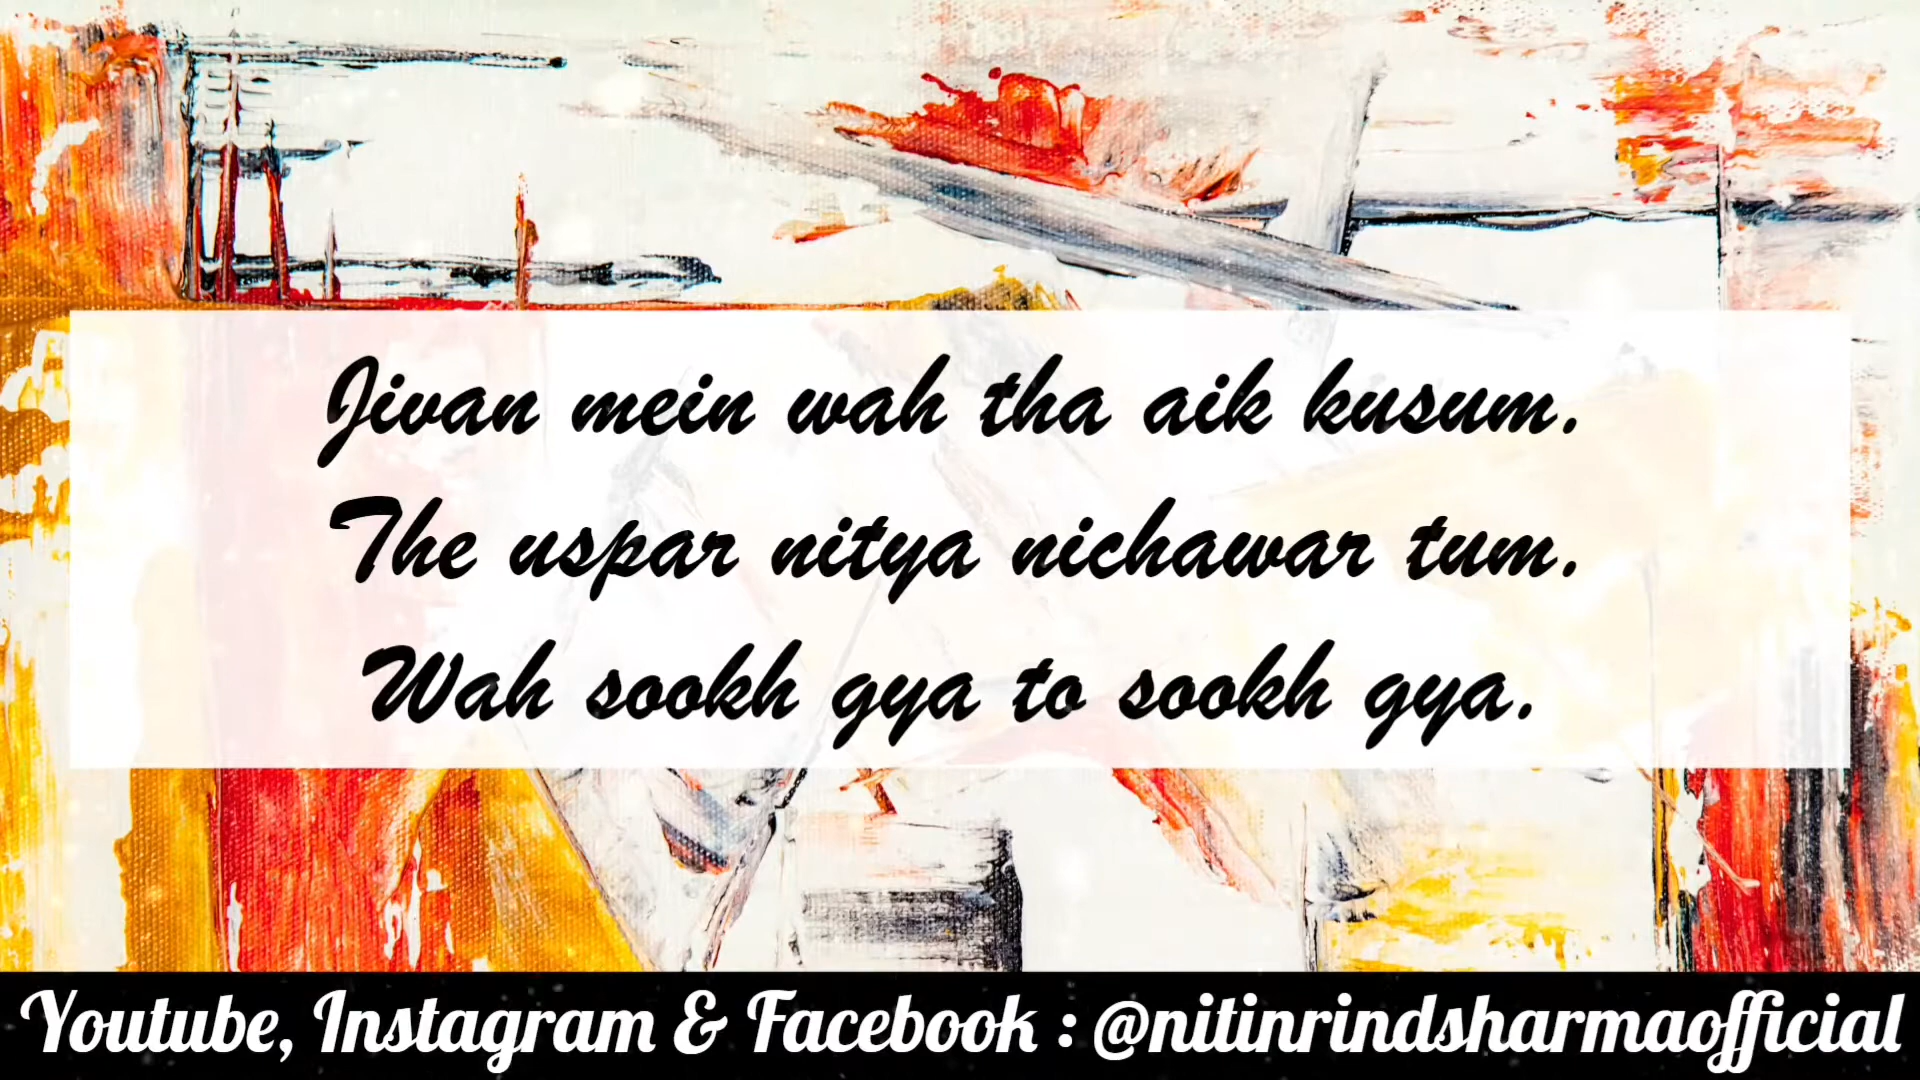 Jivan mein wah tha aik kusum.
The uspar nitya nichawar tum.
Wah sookh gya to sookh gya.
Youtube, Instagram & Facebook : @nitinrindsharmaofficial